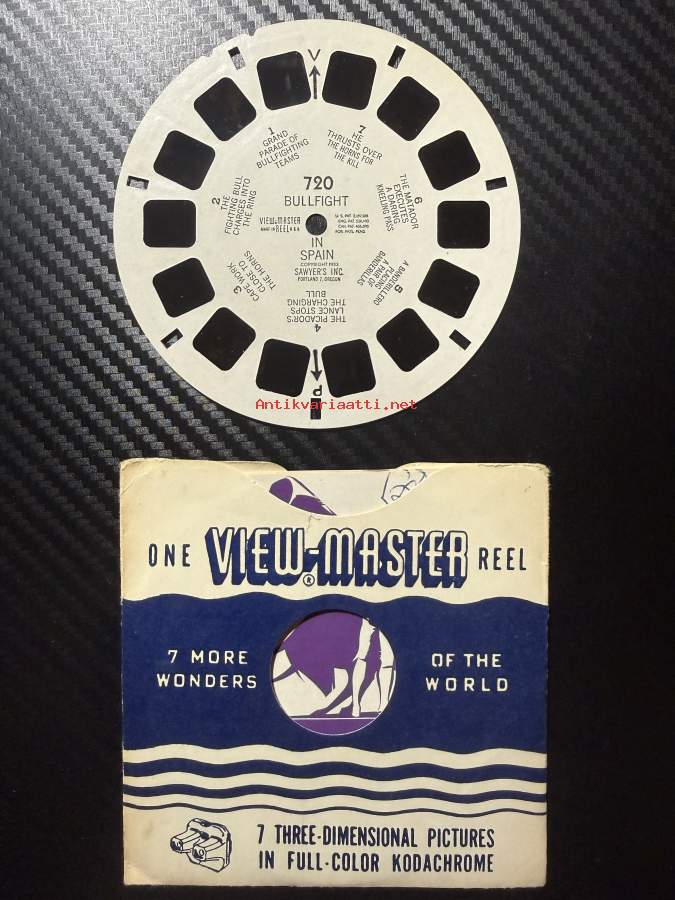 V
1
GRAND
PARADE OF
BULLFIGHTING
TEAMS
7
HE
THRUSTS OVER
THE HORNS FOR
THE KILL
2
THE
FIGHTING BULL
CHARGES INTO
THE RING
6
THE MATADOR
EXECUTES
A DARING
KNEELING PASS
720
BULLFIGHT
VIEW-MASTER
REEL
IN
SPAIN
COPYRIGHT
SAWYER'S INC.
PORTLAND 7, OREGON
3
CAPE WORK
CLOSE TO
THE HORNS
5
A BANDERILLERO
PLACING
A PAIR OF
BANDERILLAS
4
THE PICADOR'S
LANCE STOPS
THE CHARGING
BULL
P
Antikvariaatti.net
ONE VIEW-MASTER® REEL
7 MORE WONDERS
OF THE WORLD
7 THREE-DIMENSIONAL PICTURES
IN FULL-COLOR KODACHROME